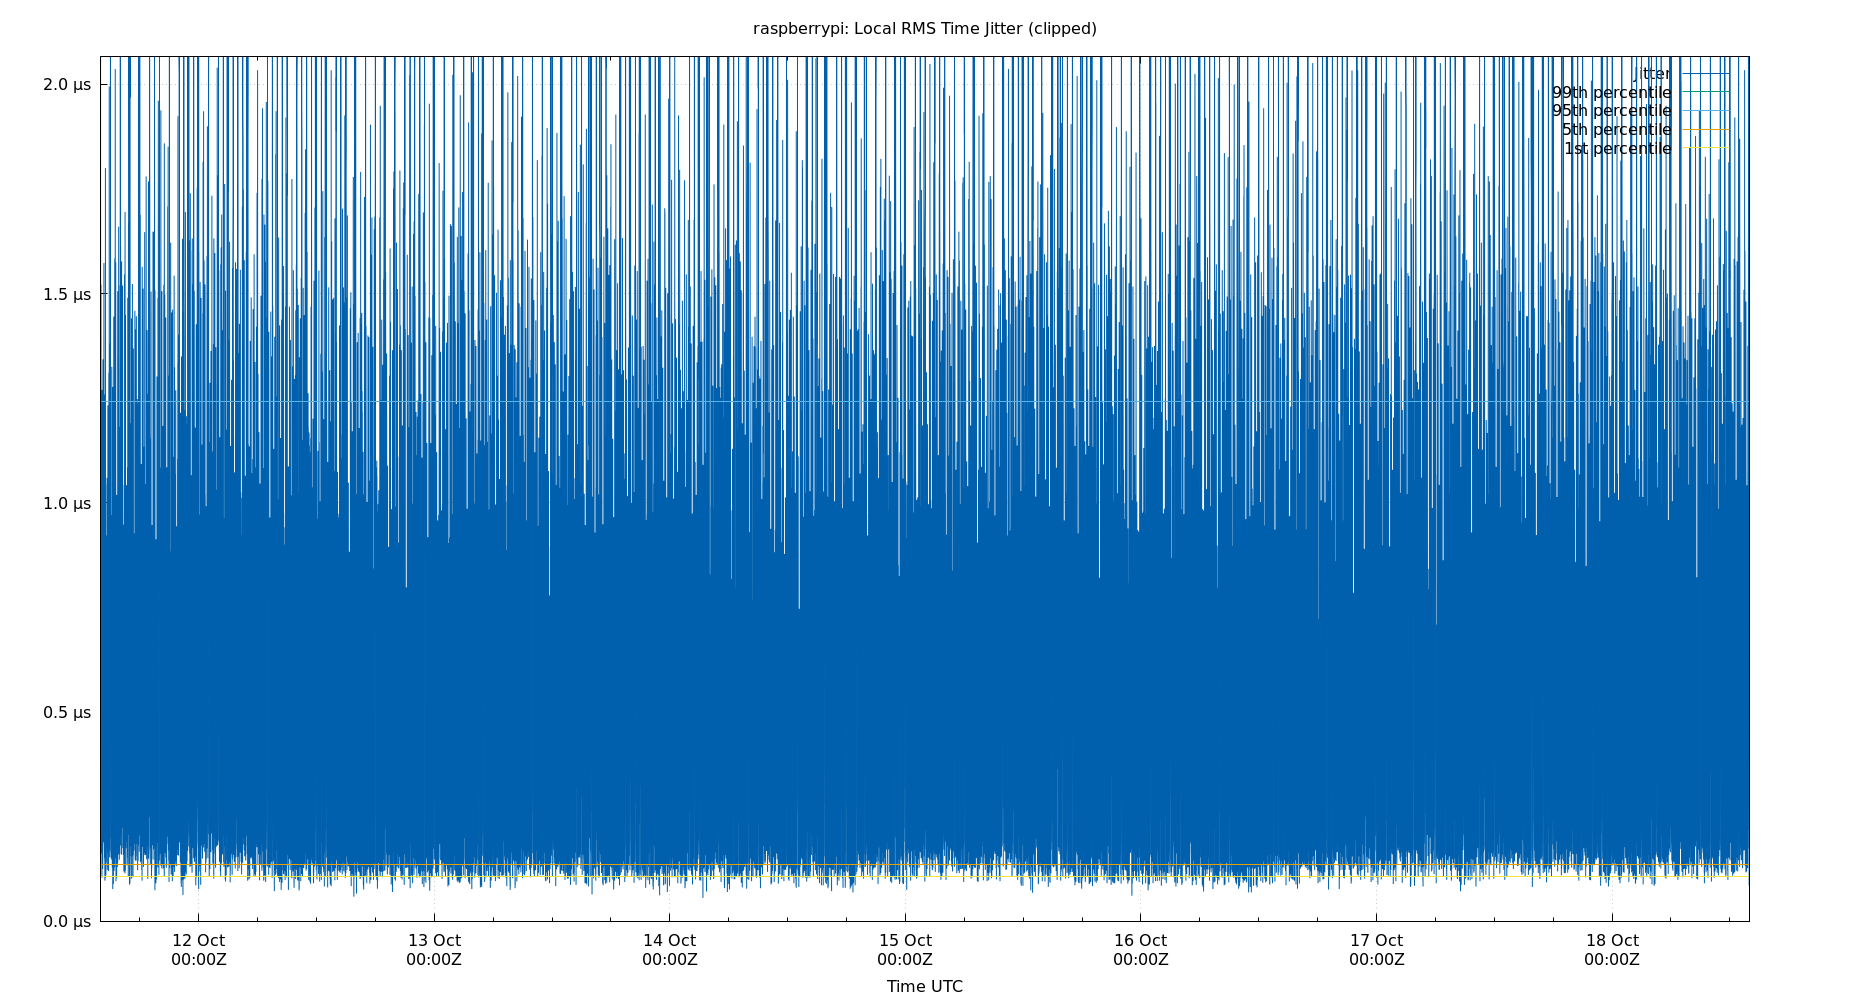 raspberrypi: Local RMS Time Jitter (clipped)
2.0 μs
1.5 μs
1.0 μs
0.5 μs
0.0 μs
Jitter
99th percentile
95th percentile
5th percentile
1st percentile
12 Oct 13 Oct 14 Oct 15 Oct 16 Oct 17 Oct 18 Oct
00:00Z 00:00Z 00:00Z 00:00Z 00:00Z 00:00Z 00:00Z
Time UTC